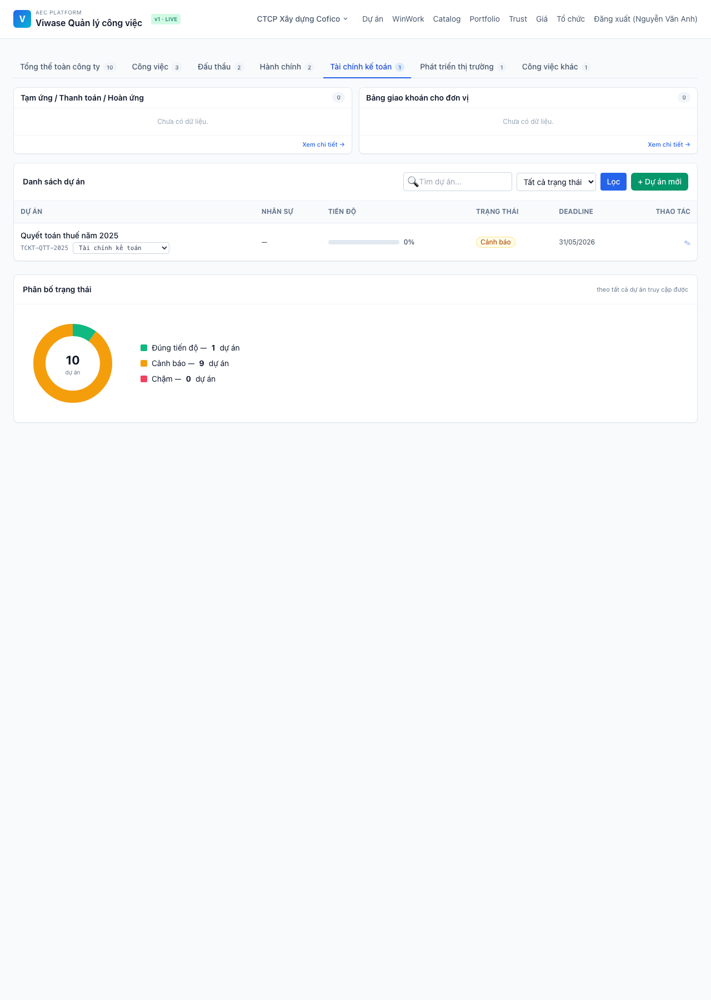 V
AEC PLATFORM
Viwase Quản lý công việc
v1 · LIVE
CTCP Xây dựng Cofico
Dự án
WinWork
Catalog
Portfolio
Trust
Giá
Tổ chức
Đăng xuất (Nguyễn Văn Anh)
Tổng thể toàn công ty 10
Công việc 3
Đấu thầu 2
Hành chính 2
Tài chính kế toán 1
Phát triển thị trường 1
Công việc khác 1
Tạm ứng / Thanh toán / Hoàn ứng 0
Chưa có dữ liệu.
Xem chi tiết →
Bảng giao khoán cho đơn vị 0
Chưa có dữ liệu.
Xem chi tiết →
Danh sách dự án
Tìm dự án...
Tất cả trạng thái
Lọc
+ Dự án mới
DỰ ÁN NHÂN SỰ TIẾN ĐỘ TRẠNG THÁI DEADLINE THAO TÁC
Quyết toán thuế năm 2025
TCKT-QTT-2025 Tài chính kế toán
— 0% Cảnh báo 31/05/2026
Phân bố trạng thái
theo tất cả dự án truy cập được
10
dự án
Đúng tiến độ — 1 dự án
Cảnh báo — 9 dự án
Chậm — 0 dự án